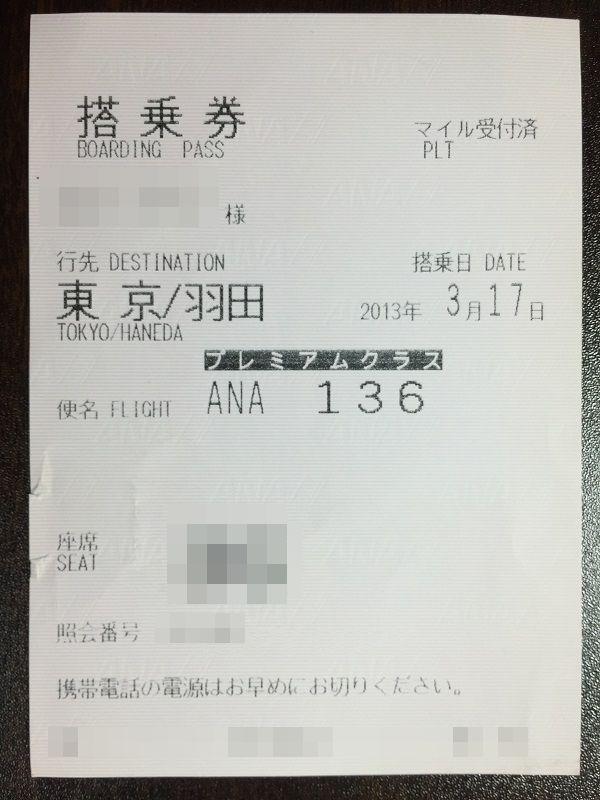 搭乗券
BOARDING PASS
マイル受付済
PLT
様
行先 DESTINATION
搭乗日 DATE
東京/羽田
2013年 3月17日
TOKYO/HANEDA
プレミアムクラス
便名 FLIGHT ANA 136
座席
SEAT
照会番号
携帯電話の電源はお早めにお切りください。